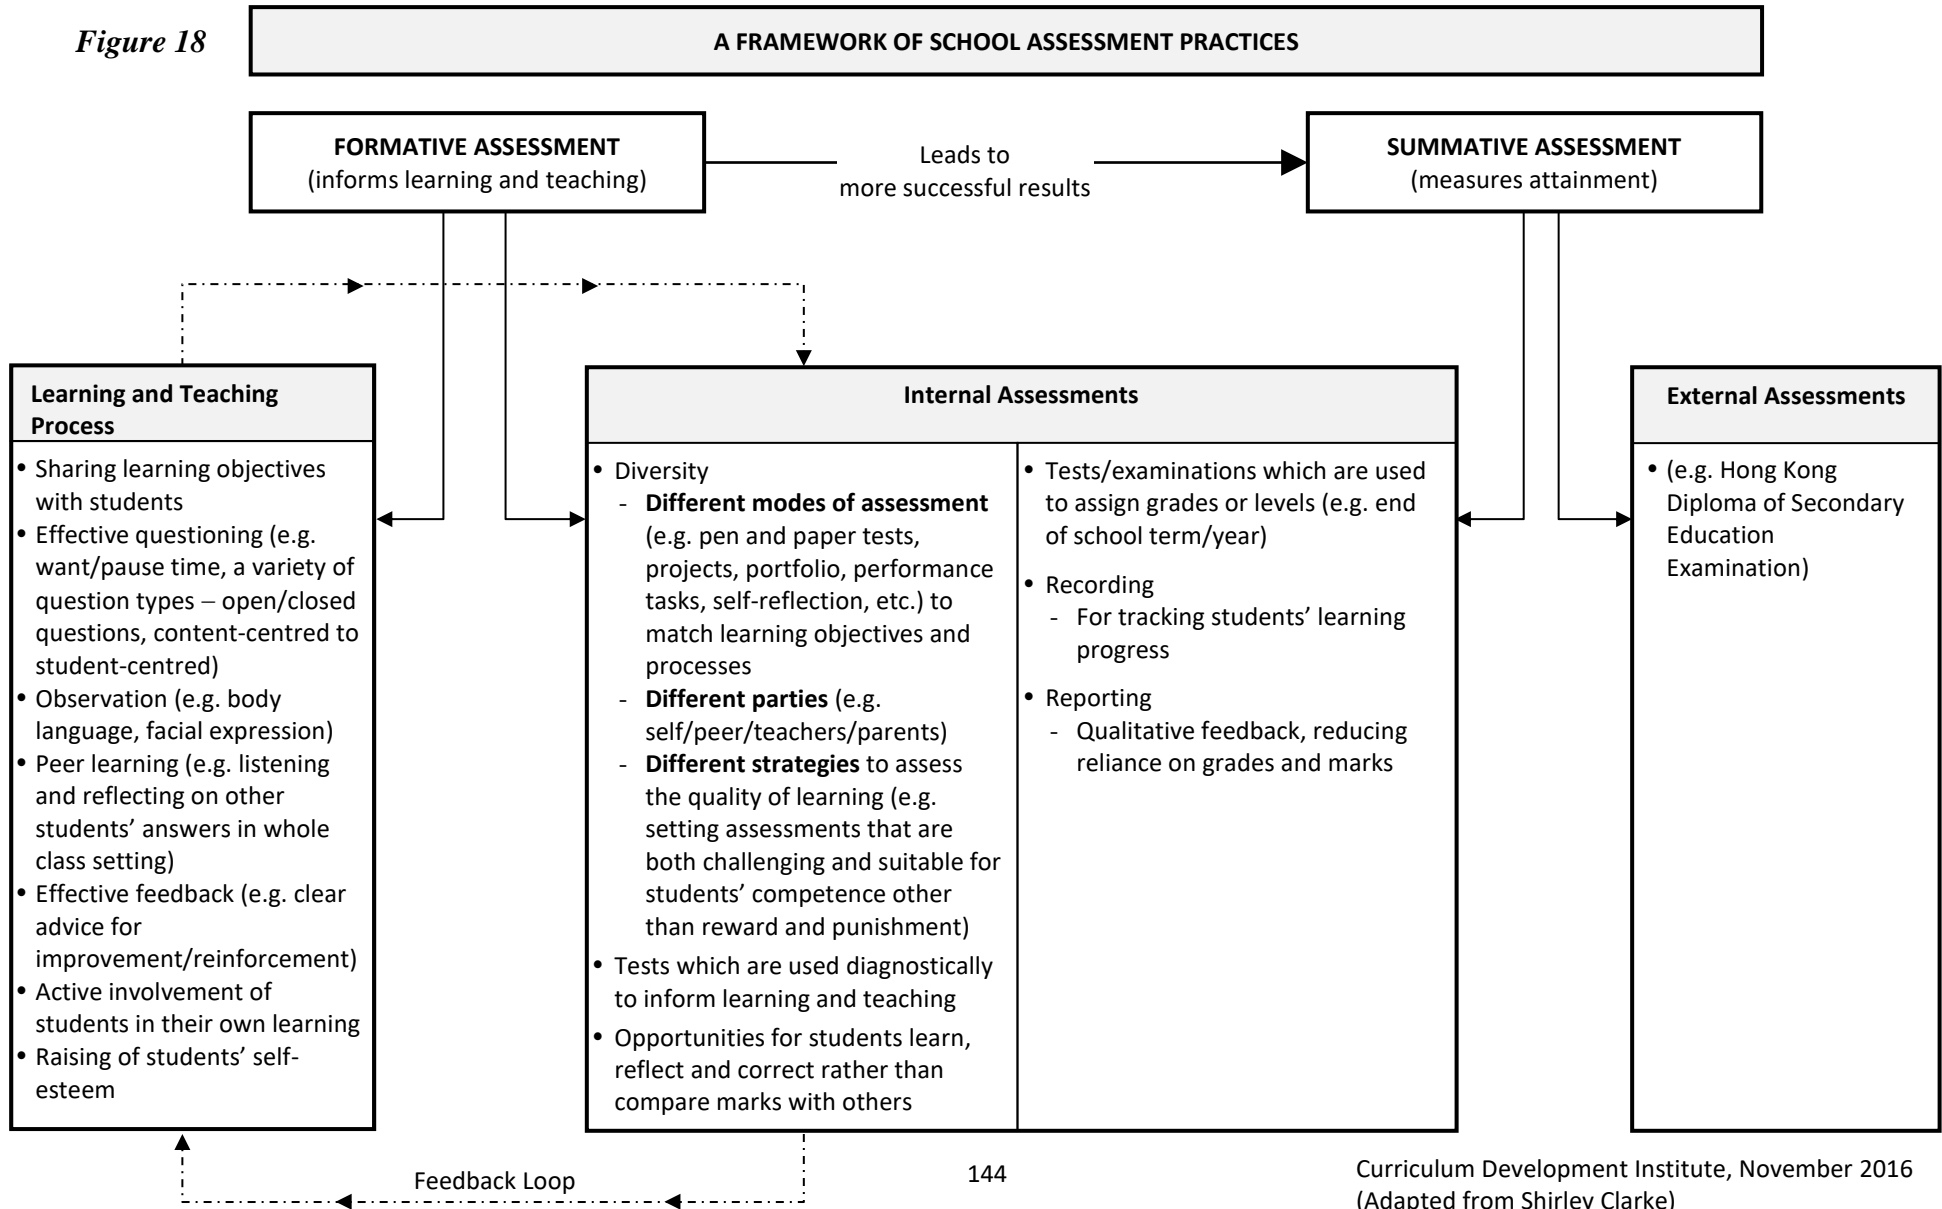 Figure 18
A FRAMEWORK OF SCHOOL ASSESSMENT PRACTICES
FORMATIVE ASSESSMENT
(informs learning and teaching)
Leads to
more successful results
SUMMATIVE ASSESSMENT
(measures attainment)
Learning and Teaching
Process
• Sharing learning objectives
with students
• Effective questioning (e.g.
want/pause time, a variety of
question types – open/closed
questions, content-centred to
student-centred)
• Observation (e.g. body
language, facial expression)
• Peer learning (e.g. listening
and reflecting on other
students’ answers in whole
class setting)
• Effective feedback (e.g. clear
advice for
improvement/reinforcement)
• Active involvement of
students in their own learning
• Raising of students’ self-
esteem
Internal Assessments
• Diversity
- Different modes of assessment
(e.g. pen and paper tests,
projects, portfolio, performance
tasks, self-reflection, etc.) to
match learning objectives and
processes
- Different parties (e.g.
self/peer/teachers/parents)
- Different strategies to assess
the quality of learning (e.g.
setting assessments that are
both challenging and suitable for
students’ competence other
than reward and punishment)
• Tests which are used diagnostically
to inform learning and teaching
• Opportunities for students learn,
reflect and correct rather than
compare marks with others
• Tests/examinations which are used
to assign grades or levels (e.g. end
of school term/year)
• Recording
- For tracking students’ learning
progress
• Reporting
- Qualitative feedback, reducing
reliance on grades and marks
External Assessments
• (e.g. Hong Kong
Diploma of Secondary
Education
Examination)
Feedback Loop
144
Curriculum Development Institute, November 2016
(Adapted from Shirley Clarke)